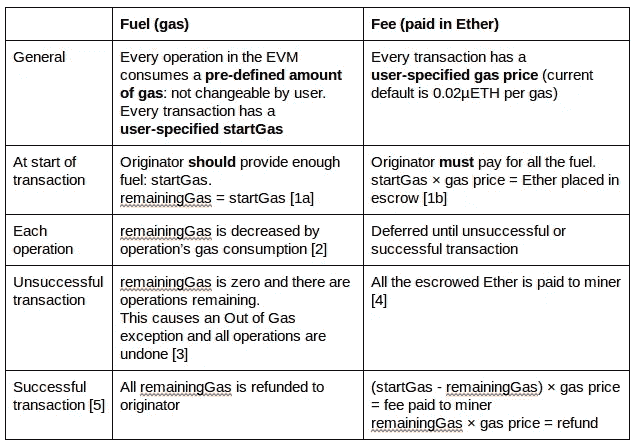 Fuel (gas)
Fee (paid in Ether)
General
Every operation in the EVM
consumes a pre-defined amount
of gas: not changeable by user.
Every transaction has a
user-specified startGas
Every transaction has a
user-specified gas price (current
default is 0.02µETH per gas)
At start of
transaction
Originator should provide enough
fuel: startGas.
remainingGas = startGas [1a]
Originator must pay for all the fuel.
startGas × gas price = Ether placed in
escrow [1b]
Each
operation
remainingGas is decreased by
operation's gas consumption [2]
Deferred until unsuccessful or
successful transaction
Unsuccessful
transaction
remainingGas is zero and there are
operations remaining.
This causes an Out of Gas
exception and all operations are
undone [3]
All the escrowed Ether is paid to miner
[4]
Successful
transaction [5]
All remainingGas is refunded to
originator
(startGas - remainingGas) × gas price
= fee paid to miner
remainingGas × gas price = refund